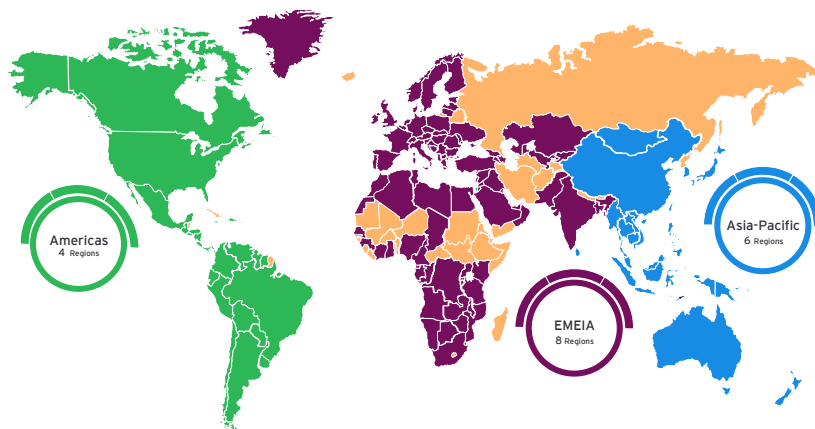 Americas
4 Regions
Asia-Pacific
6 Regions
EMEIA
8 Regions